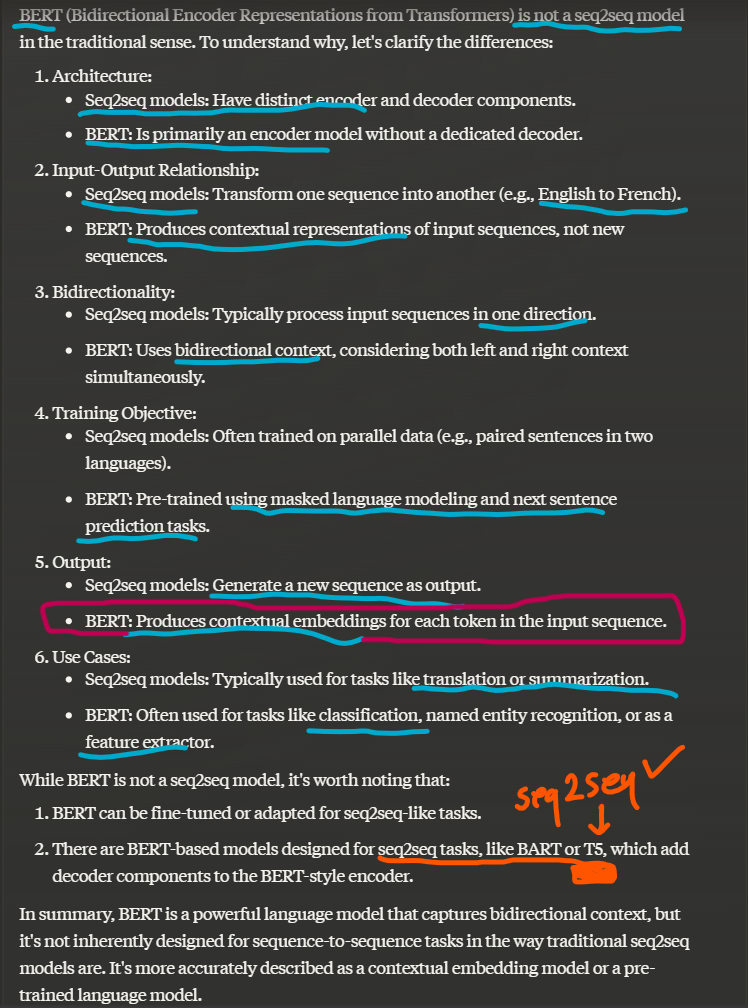 BERT (Bidirectional Encoder Representations from Transformers) is not a seq2seq model
in the traditional sense. To understand why, let's clarify the differences:
1. Architecture:
• Seq2seq models: Have distinct encoder and decoder components.
• BERT: Is primarily an encoder model without a dedicated decoder.
2. Input-Output Relationship:
• Seq2seq models: Transform one sequence into another (e.g., English to French).
• BERT: Produces contextual representations of input sequences, not new
sequences.
3. Bidirectionality:
• Seq2seq models: Typically process input sequences in one direction.
• BERT: Uses bidirectional context, considering both left and right context
simultaneously.
4. Training Objective:
• Seq2seq models: Often trained on parallel data (e.g., paired sentences in two
languages).
• BERT: Pre-trained using masked language modeling and next sentence
prediction tasks.
5. Output:
• Seq2seq models: Generate a new sequence as output.
• BERT: Produces contextual embeddings for each token in the input sequence.
6. Use Cases:
• Seq2seq models: Typically used for tasks like translation or summarization.
• BERT: Often used for tasks like classification, named entity recognition, or as a
feature extractor.
While BERT is not a seq2seq model, it's worth noting that:
seq2seq
1. BERT can be fine-tuned or adapted for seq2seq-like tasks.
2. There are BERT-based models designed for seq2seq tasks, like BART or T5, which add
decoder components to the BERT-style encoder.
In summary, BERT is a powerful language model that captures bidirectional context, but
it's not inherently designed for sequence-to-sequence tasks in the way traditional seq2seq
models are. It's more accurately described as a contextual embedding model or a pre-
trained language model.